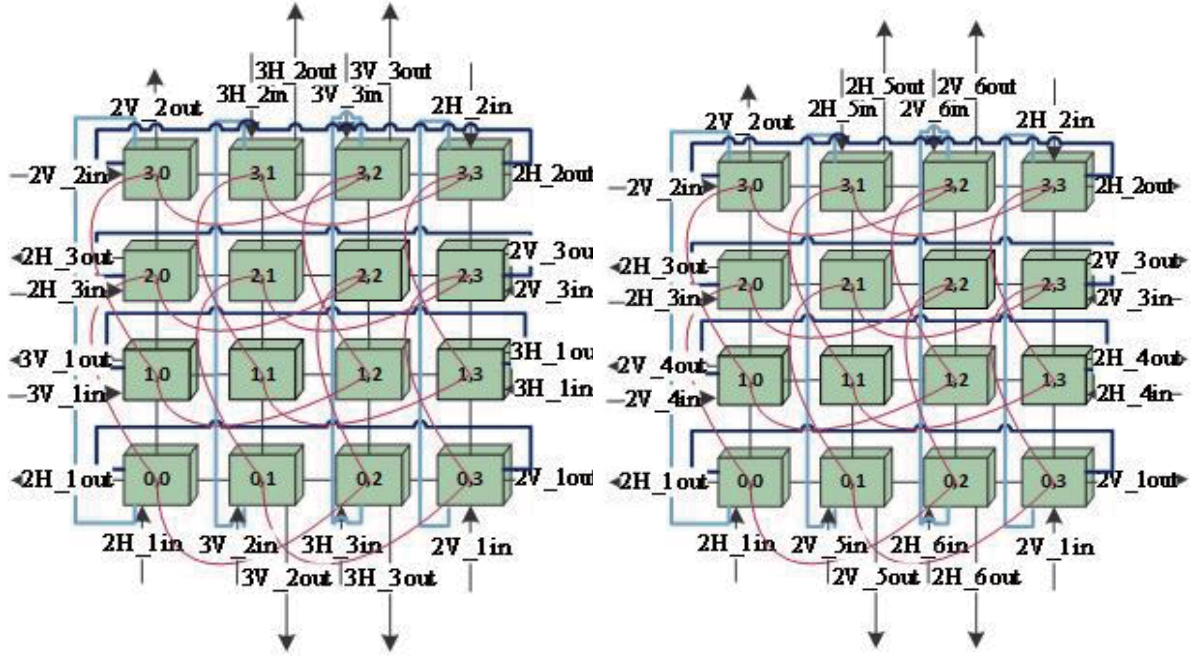 3H_2out 3V_3out
3H_2in 3V_3in
2V_2out 2H_2in
2V_2in 3,0 3,1 3,2 3,3 2H_2out
2H_3out 2V_3out
2,0 2,1 2,2 2,3
2H_3in 2V_3in
3V_1out 3H_1out
1,0 1,1 1,2 1,3
3V_1in 3H_1in
2H_1out 0,0 0,1 0,2 0,3 2V_1out
2H_1in 3V_2in 3H_3in 2V_1in
3V_2out 3H_3out
2H_5out 2V_6out
2H_5in 2V_6in
2V_2out 2H_2in
2V_2in 3,0 3,1 3,2 3,3 2H_2out
2H_3out 2V_3out
2,0 2,1 2,2 2,3
2H_3in 2V_3in
2V_4out 2H_4out
1,0 1,1 1,2 1,3
2V_4in 2H_4in
2H_1out 0,0 0,1 0,2 0,3 2V_1out
2H_1in 2V_5in 2H_6in 2V_1in
2V_5out 2H_6out